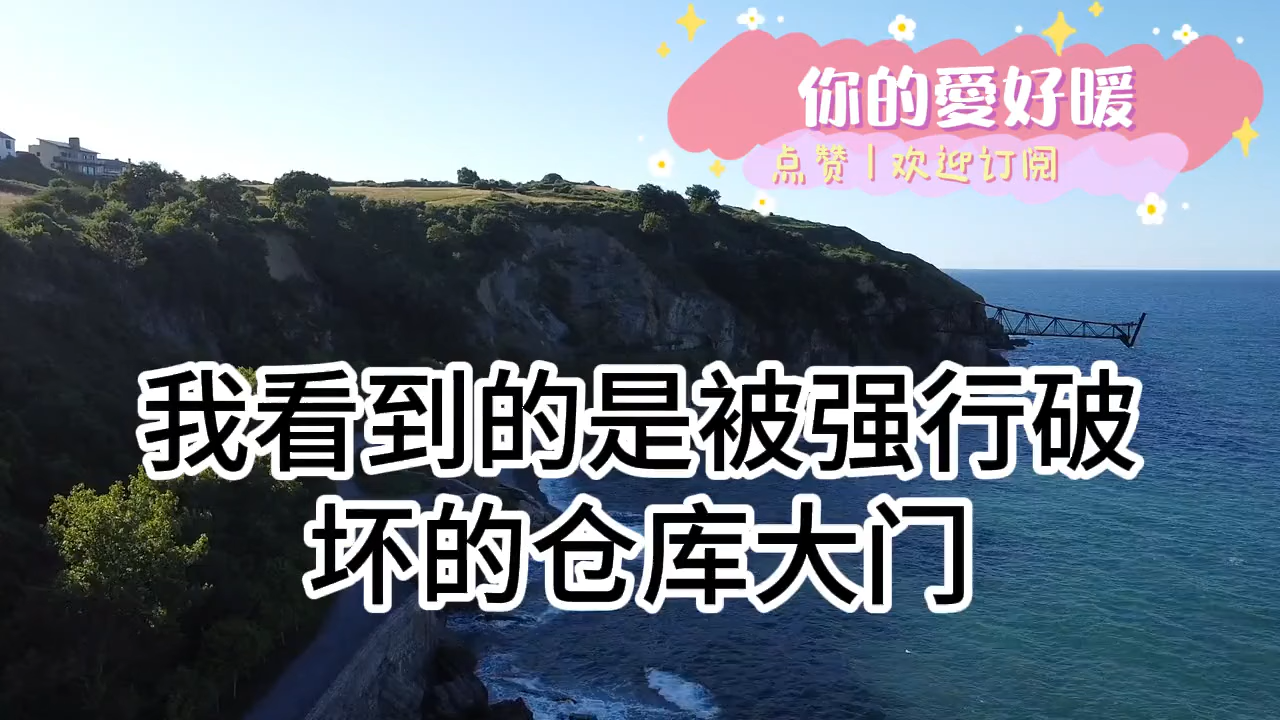 你的愛好暖
点赞 | 欢迎订阅
我看到的是被强行破
坏的仓库大门